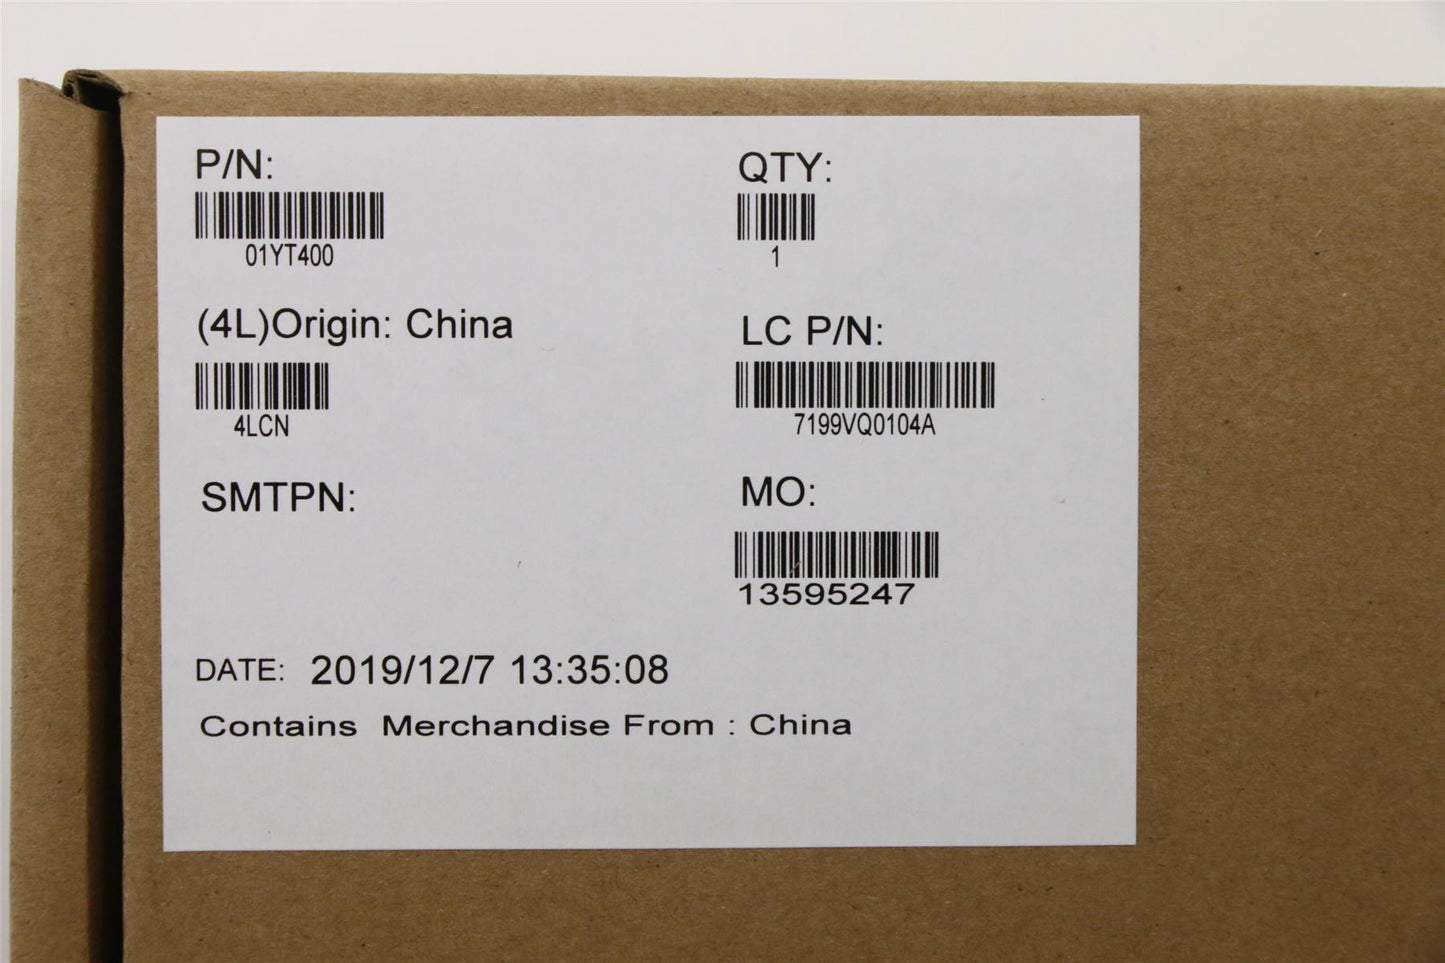 P/N:
01YT400
QTY:
1
(4L)Origin: China
4LCN
LC P/N:
7199VQ0104A
SMTPN:
MO:
13595247
DATE: 2019/12/7 13:35:08
Contains Merchandise From : China